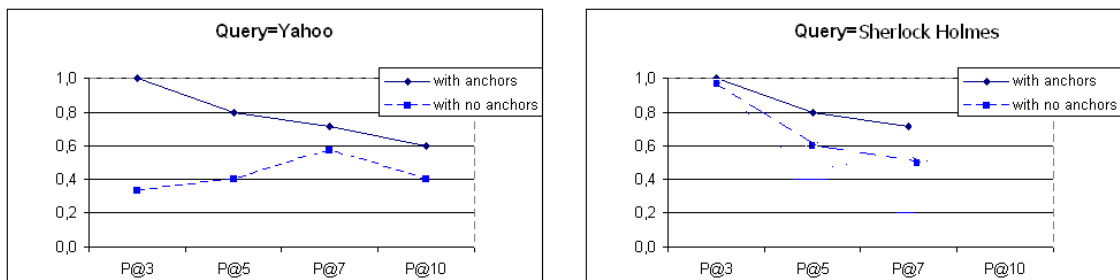 Query=Yahoo
with anchors
with no anchors
1,0
0,8
0,6
0,4
0,2
0,0
P@3 P@5 P@7 P@10
Query=Sherlock Holmes
with anchors
with no anchors
1,0
0,8
0,6
0,4
0,2
0,0
P@3 P@5 P@7 P@10